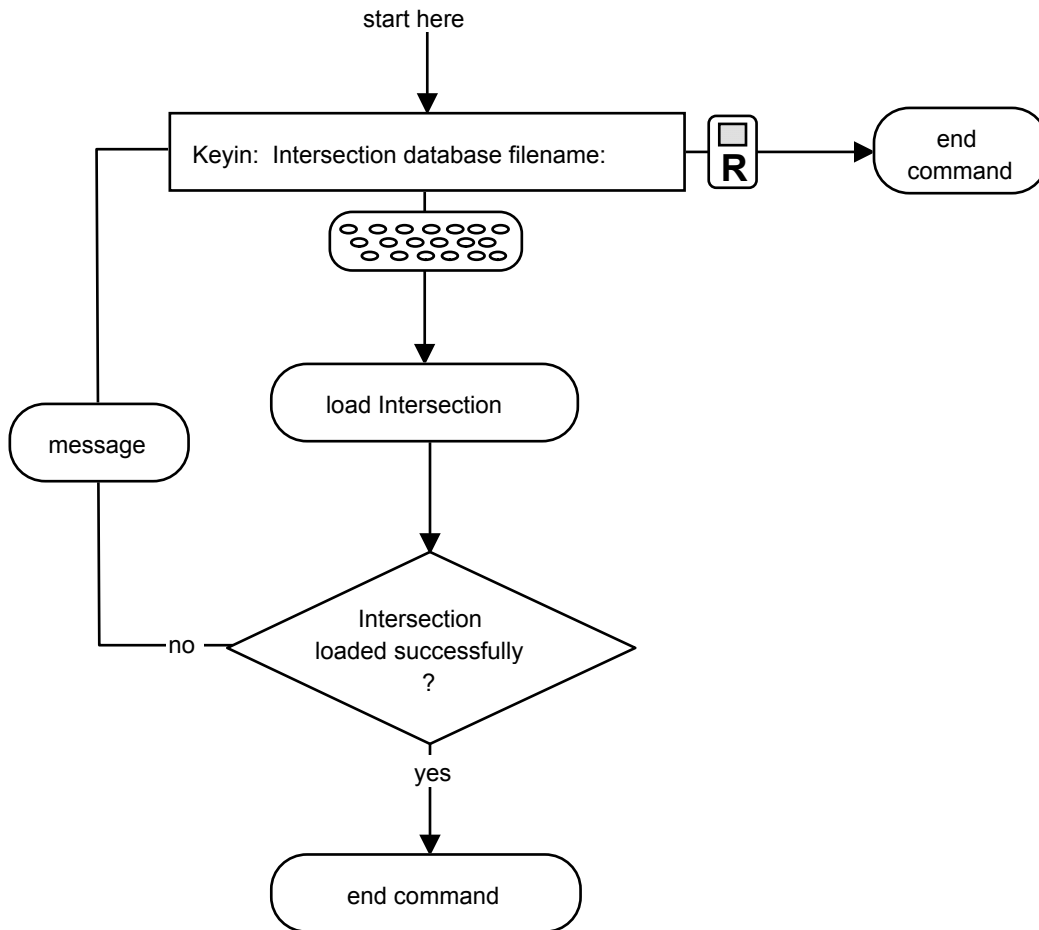 start here
Keyin:  Intersection database filename:
R
end
command
load Intersection
message
Intersection
loaded successfully
?
no
yes
end command